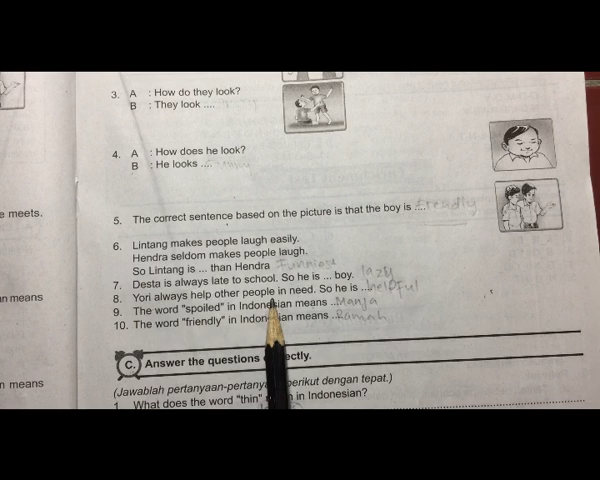 3. A : How do they look?
B : They look ....
4. A : How does he look?
B : He looks ....
e meets.
5. The correct sentence based on the picture is that the boy is ....
6. Lintang makes people laugh easily.
Hendra seldom makes people laugh.
So Lintang is ... than Hendra
7. Desta is always late to school. So he is ... boy. lazy
8. Yori always help other people in need. So he is ... helpful
n means
9. The word "spoiled" in Indonesian means ... Manja
10. The word "friendly" in Indonesian means ... Ramah
C. Answer the questions
n means
(Jawablah pertanyaan-pertanya berikut dengan tepat.)
1. What does the word "thin" in Indonesian?